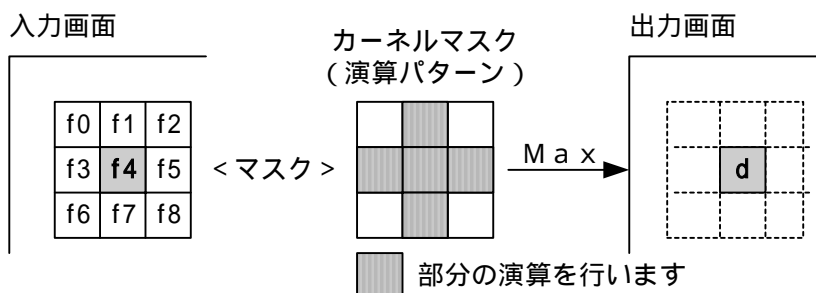 入力画面
カーネルマスク
(演算パターン)
出力画面
f0 f1 f2
f3 f4 f5
f6 f7 f8
<マスク>
Max
d
部分の演算を行います